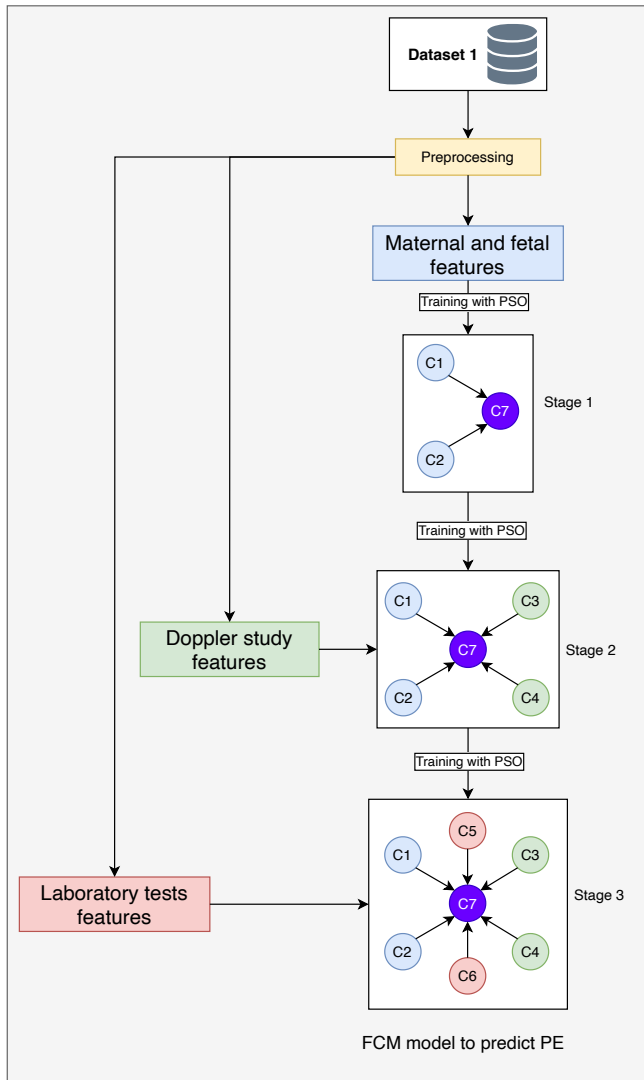 Dataset 1
Preprocessing
Maternal and fetal
features
Training with PSO
C1
C7
C2
Stage 1
Training with PSO
C1
C3
C7
C2
C4
Stage 2
Doppler study
features
Training with PSO
C5
C1
C3
C7
C2
C4
C6
Stage 3
Laboratory tests
features
FCM model to predict PE